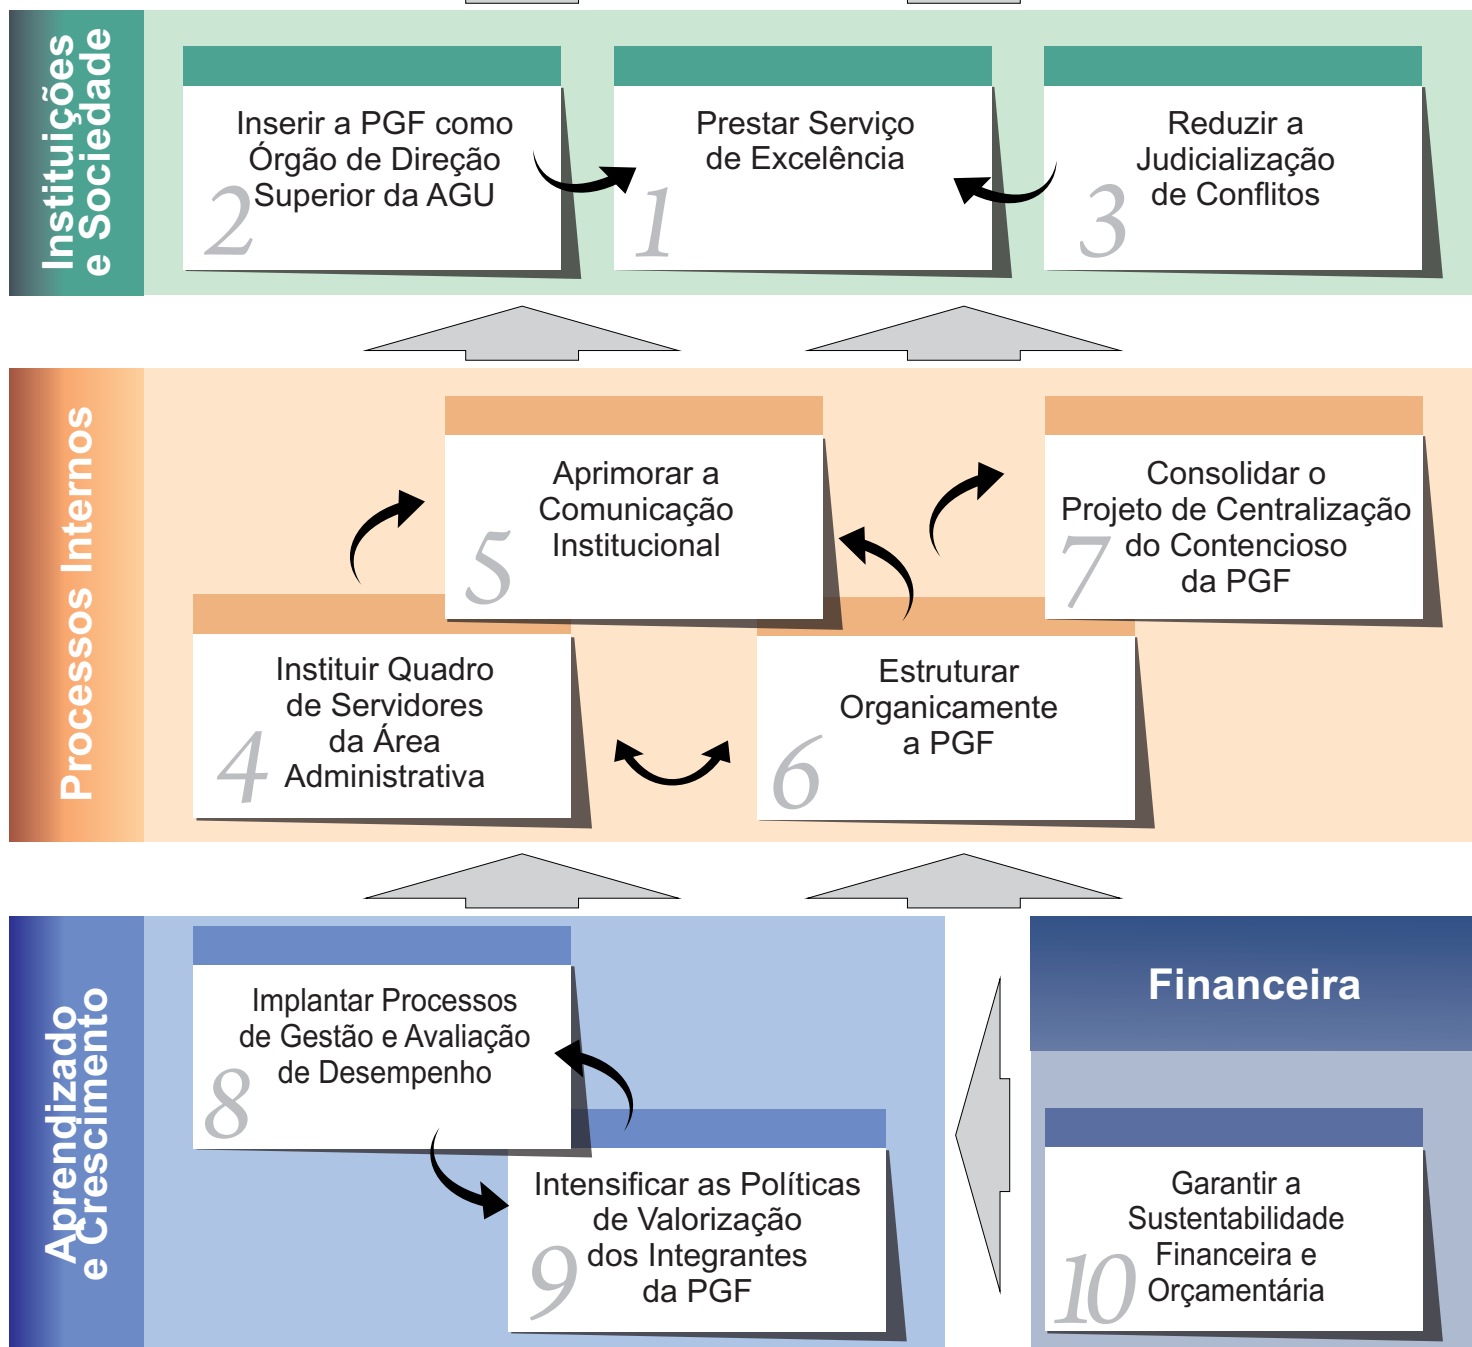 Instituições
e Sociedade
Inserir a PGF como
Órgão de Direção
Superior da AGU
2
Prestar Serviço
de Excelência
1
Reduzir a
Judicialização
de Conflitos
3
Processos Internos
Aprimorar a
Comunicação
Institucional
5
Consolidar o
Projeto de Centralização
do Contencioso
da PGF
7
Instituir Quadro
de Servidores
da Área
Administrativa
4
Estruturar
Organicamente
a PGF
6
Aprendizado
e Crescimento
Implantar Processos
de Gestão e Avaliação
de Desempenho
8
Intensificar as Políticas
de Valorização
dos Integrantes
da PGF
9
Financeira
Garantir a
Sustentabilidade
Financeira e
Orçamentária
10